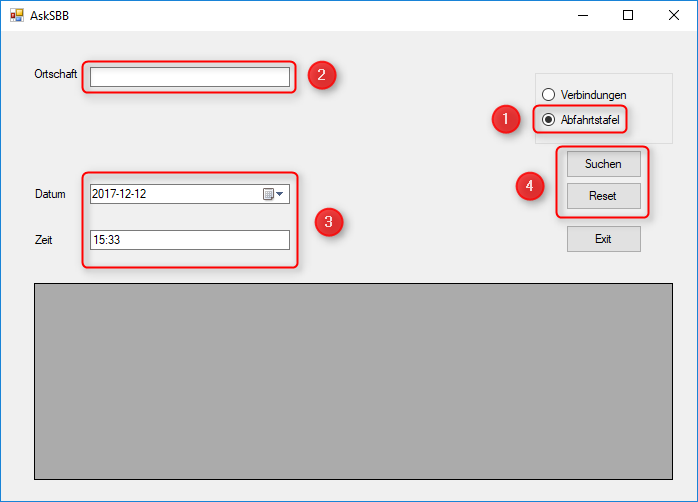 AskSBB
Ortschaft
2
Verbindungen
1
Abfahrtstafel
4
Suchen
Reset
Datum
2017-12-12
3
Zeit
15:33
Exit